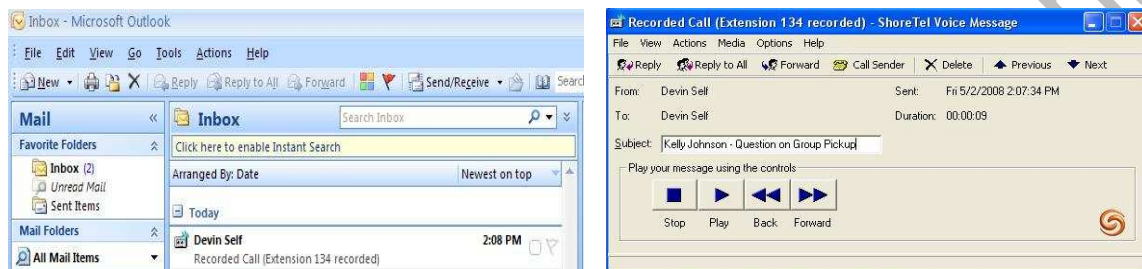 Inbox - Microsoft Outlook
File Edit View Go Tools Actions Help
New Reply Reply to All Forward Send/Receive Searc
Mail «
Favorite Folders
Inbox (2)
Unread Mail
Sent Items
Mail Folders
All Mail Items
Inbox Search Inbox
Click here to enable Instant Search
Arranged By: Date Newest on top
Today
Devin Self 2:08 PM
Recorded Call (Extension 134 recorded)
Recorded Call (Extension 134 recorded) - ShoreTel Voice Message
File View Actions Media Options Help
Reply Reply to All Forward Call Sender Delete Previous Next
From: Devin Self Sent: Fri 5/2/2008 2:07:34 PM
To: Devin Self Duration: 00:00:09
Subject: Kelly Johnson - Question on Group Pickup
Play your message using the controls
Stop Play Back Forward